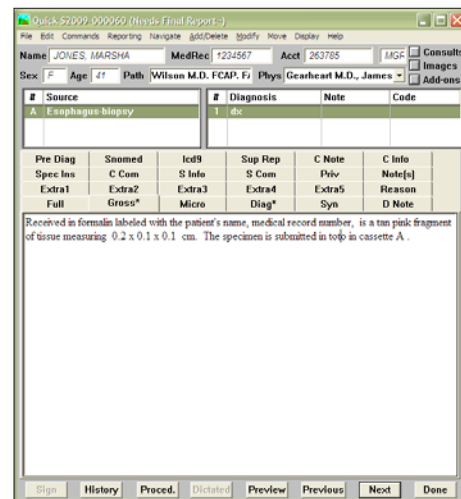 Quick S2009-000060 (Needs Final Report -)
File Edit Commands Reporting Navigate Add/Delete Modify Move Display Help
Name JONES, MARSHA MedRec 1234567 Acct 263785 MGF Consults
Images
Sex F Age 41 Path Wilson M.D. FCAP, F/ Phys Gearheart M.D., James Add-ons
# Source # Diagnosis Note Code
A Esophagus-biopsy 1 dx
Pre Diag Snomed Icd9 Sup Rep C Note C Info
Spec Ins C Com S Info S Com Priv Note(s)
Extra1 Extra2 Extra3 Extra4 Extra5 Reason
Full Gross* Micro Diag* Syn D Note
Received in formalin labeled with the patient's name, medical record number, is a tan pink fragment
of tissue measuring 0.2 x 0.1 x 0.1 cm. The specimen is submitted in toto in cassette A .
Sign History Proced. Dictated Preview Previous Next Done